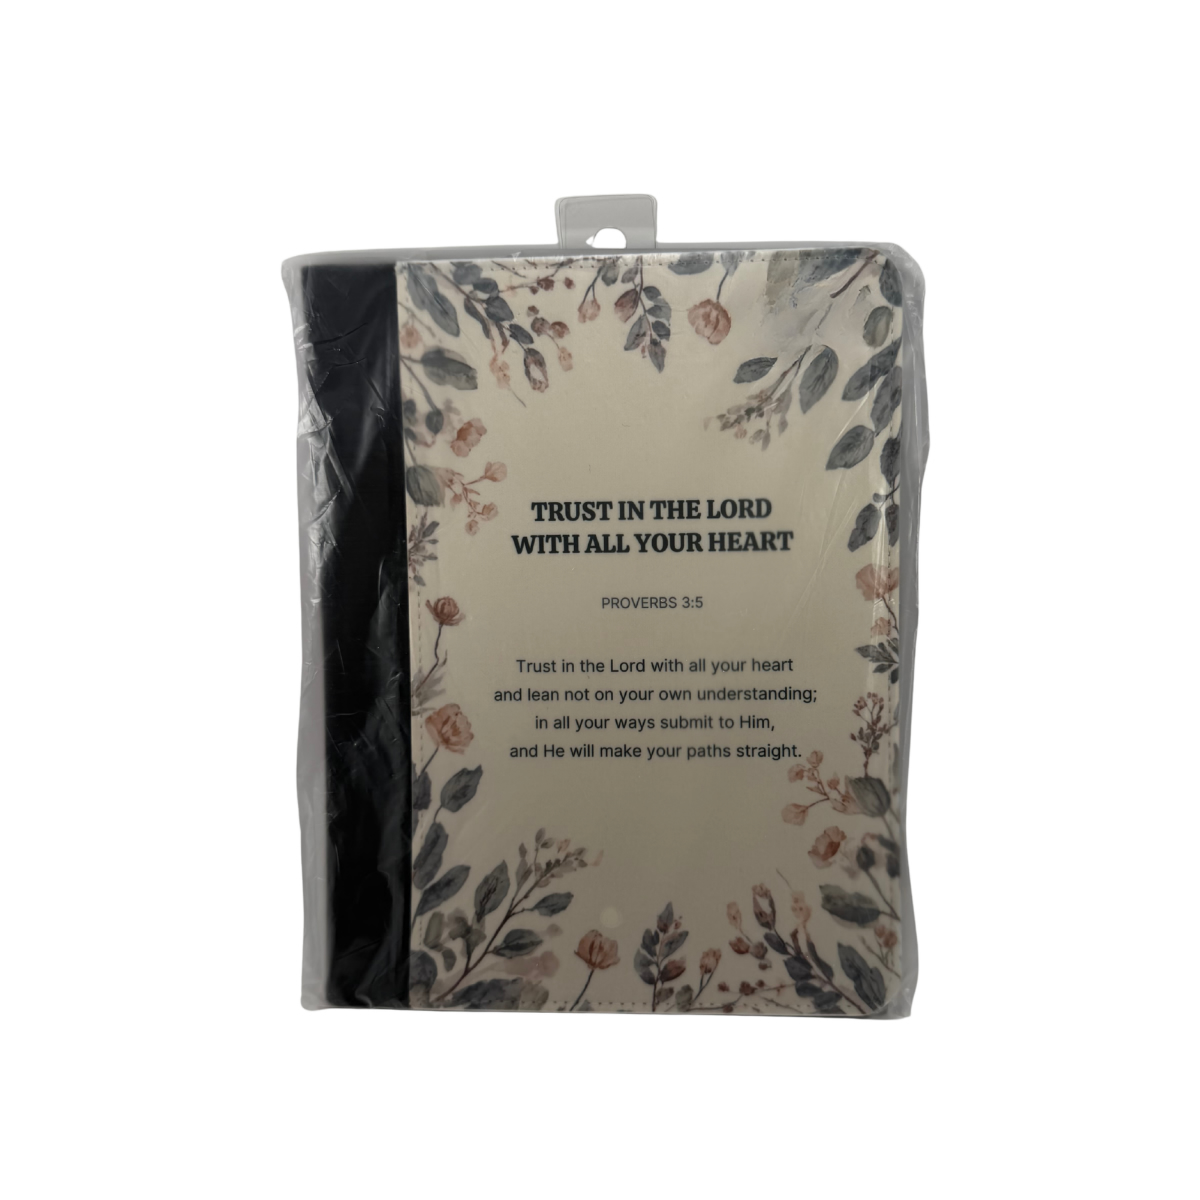 TRUST IN THE LORD
WITH ALL YOUR HEART
PROVERBS 3:5
Trust in the Lord with all your heart
and lean not on your own understanding;
in all your ways submit to Him,
and He will make your paths straight.